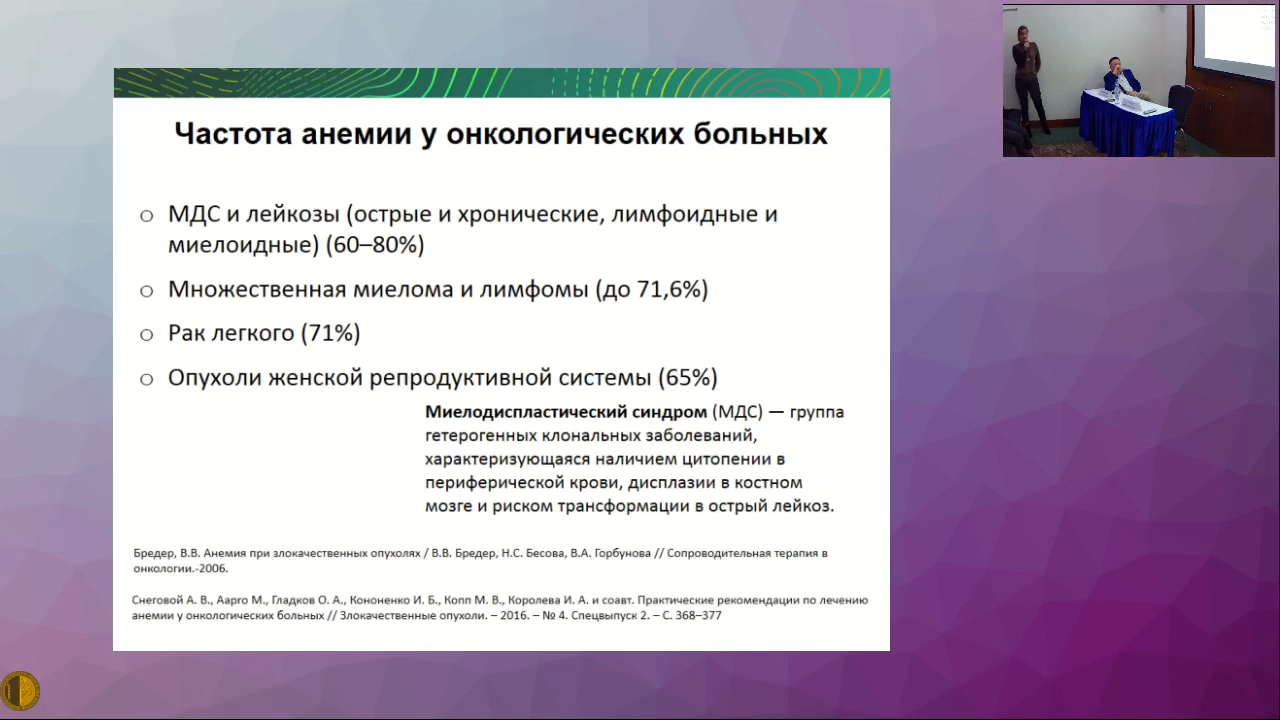 Частота анемии у онкологических больных
МДС и лейкозы (острые и хронические, лимфоидные и
миелоидные) (60–80%)
Множественная миелома и лимфомы (до 71,6%)
Рак легкого (71%)
Опухоли женской репродуктивной системы (65%)
Миелодиспластический синдром (МДС) — группа
гетерогенных клональных заболеваний,
характеризующаяся наличием цитопении в
периферической крови, дисплазии в костном
мозге и риском трансформации в острый лейкоз.
Бредер, В.В. Анемия при злокачественных опухолях / В.В. Бредер, Н.С. Бесова, В.А. Горбунова // Сопроводительная терапия в
онкологии.-2006.
Снеговой А. В., Аарго М., Гладков О. А., Кононенко И. Б., Копп М. В., Королева И. А. и соавт. Практические рекомендации по лечению
анемии у онкологических больных // Злокачественные опухоли. – 2016. – № 4. Спецвыпуск 2. – С. 368–377